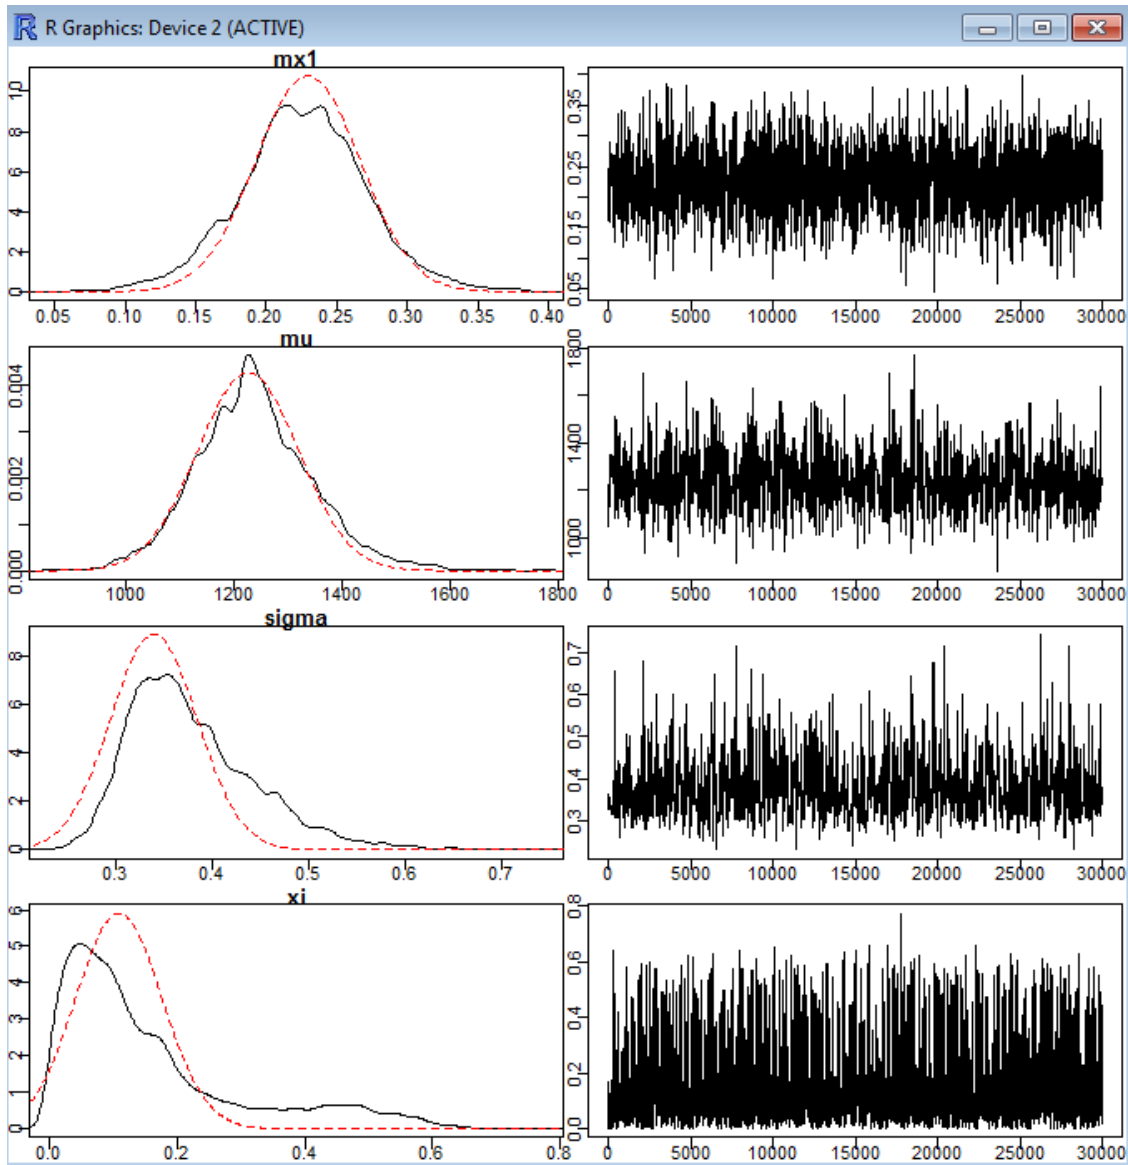 R Graphics: Device 2 (ACTIVE)
mx1
0 2 4 6 8 10
0.05 0.10 0.15 0.20 0.25 0.30 0.35 0.40
0.05 0.15 0.25 0.35
0 5000 10000 15000 20000 25000 30000
mu
0.000 0.002 0.004
1000 1200 1400 1600 1800
1000 1400 1800
0 5000 10000 15000 20000 25000 30000
sigma
0 2 4 6 8
0.3 0.4 0.5 0.6 0.7
0.3 0.4 0.5 0.6 0.7
0 5000 10000 15000 20000 25000 30000
xi
0 1 2 3 4 5 6
0.0 0.2 0.4 0.6 0.8
0.0 0.2 0.4 0.6 0.8
0 5000 10000 15000 20000 25000 30000